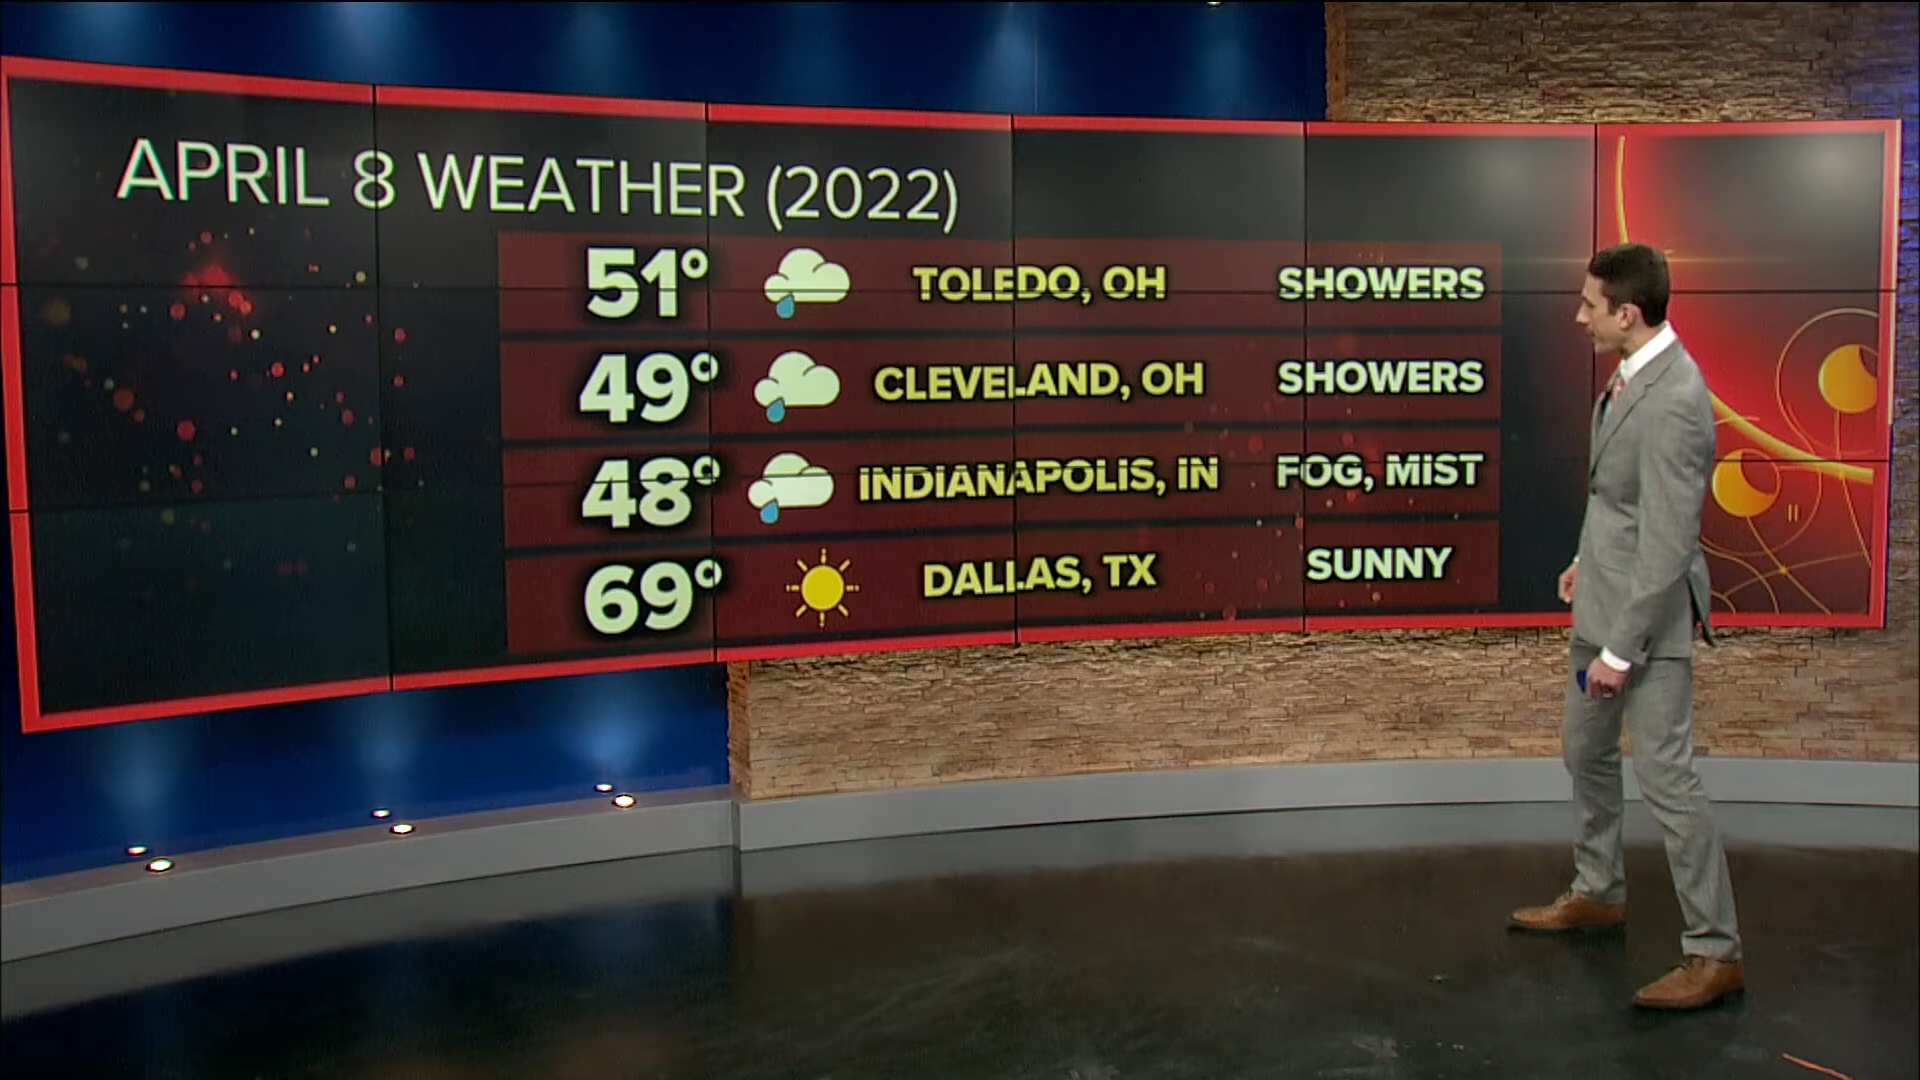 APRIL 8 WEATHER (2022)
51° TOLEDO, OH SHOWERS
49° CLEVELAND, OH SHOWERS
48° INDIANAPOLIS, IN FOG, MIST
69° DALLAS, TX SUNNY